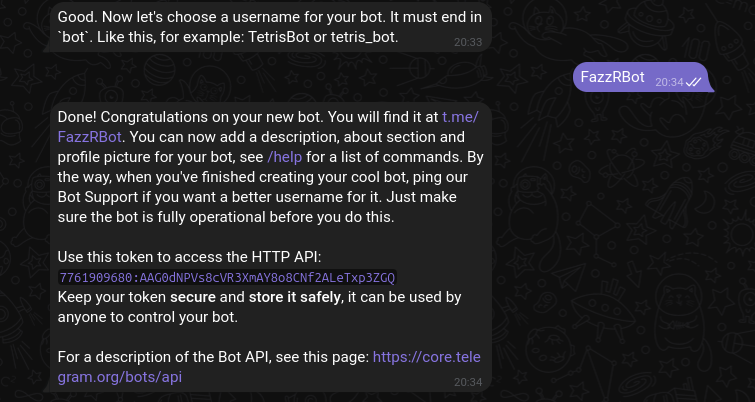 Good. Now let's choose a username for your bot. It must end in
`bot`. Like this, for example: TetrisBot or tetris_bot.
20:33
FazzRBot
20:34
Done! Congratulations on your new bot. You will find it at t.me/
FazzRBot. You can now add a description, about section and
profile picture for your bot, see /help for a list of commands. By
the way, when you've finished creating your cool bot, ping our
Bot Support if you want a better username for it. Just make
sure the bot is fully operational before you do this.
Use this token to access the HTTP API:
7761909680:AAG0dNPVs8cVR3XmAY8o8CNf2ALeTxp3ZGQ
Keep your token secure and store it safely, it can be used by
anyone to control your bot.
For a description of the Bot API, see this page: https://core.tele
gram.org/bots/api
20:34